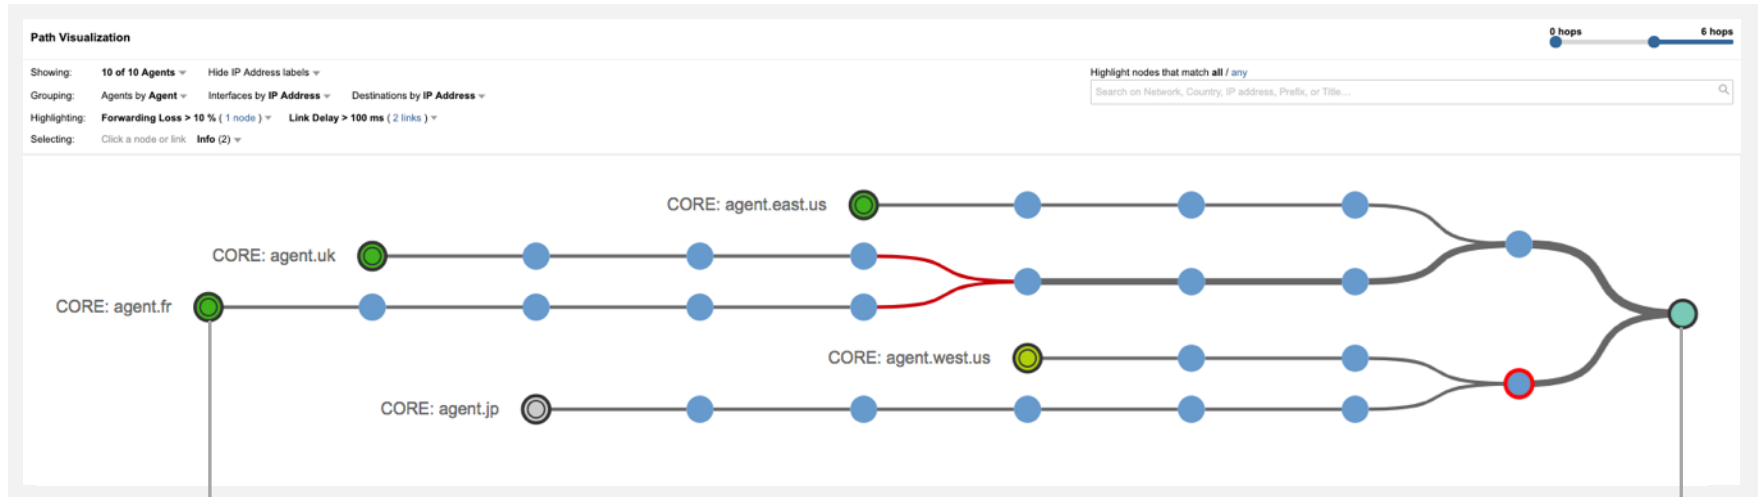 Path Visualization
0 hops 6 hops
Showing: 10 of 10 Agents Hide IP Address labels
Highlight nodes that match all / any
Grouping: Agents by Agent Interfaces by IP Address Destinations by IP Address
Search on Network, Country, IP address, Prefix, or Title...
Highlighting: Forwarding Loss > 10 % ( 1 node ) Link Delay > 100 ms ( 2 links )
Selecting: Click a node or link Info (2)
CORE: agent.east.us
CORE: agent.uk
CORE: agent.fr
CORE: agent.west.us
CORE: agent.jp